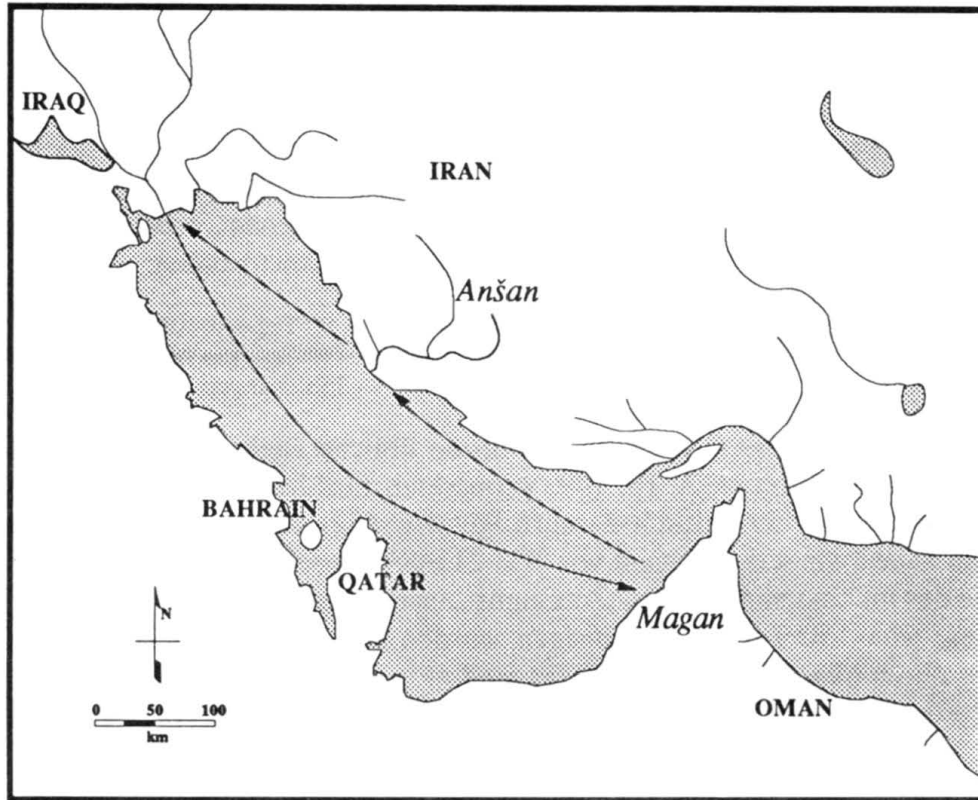 IRAQ
IRAN
Anšan
BAHRAIN
QATAR
Magan
N
OMAN
0 50 100
km